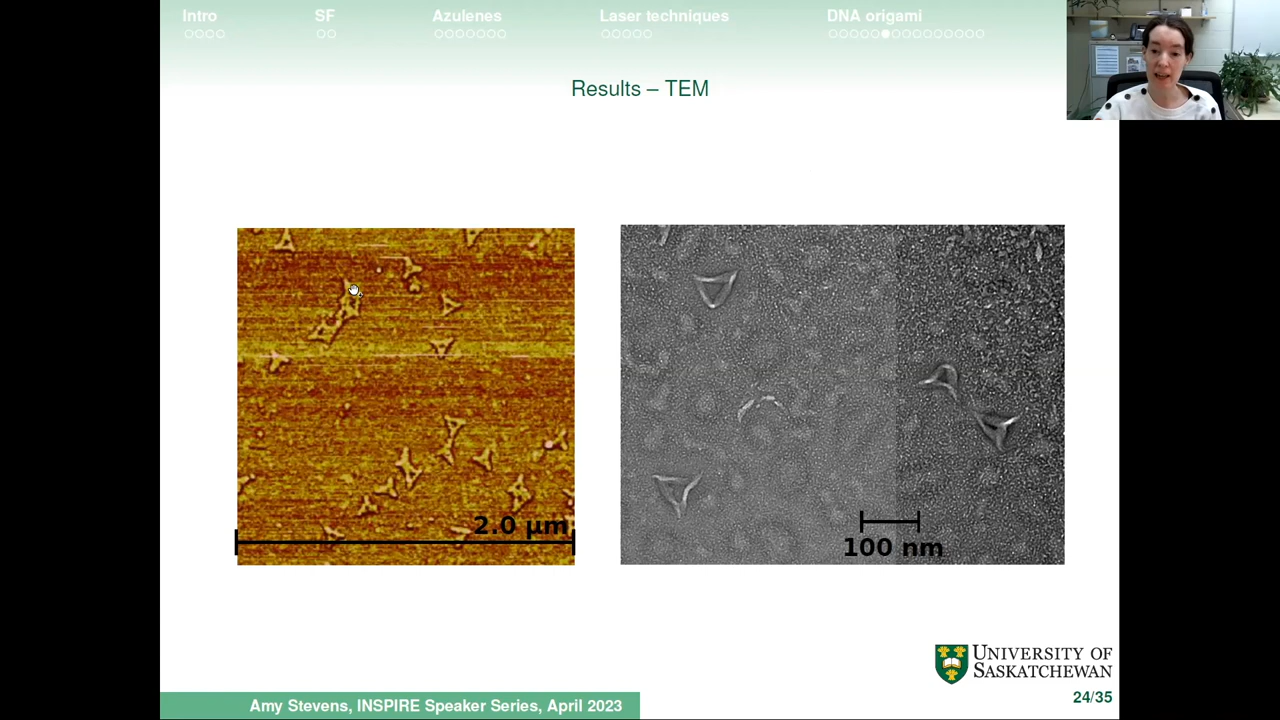 Intro
SF
Azulenes
Laser techniques
DNA origami
Results – TEM
2.0 µm
100 nm
UNIVERSITY OF
SASKATCHEWAN
24/35
Amy Stevens, INSPIRE Speaker Series, April 2023